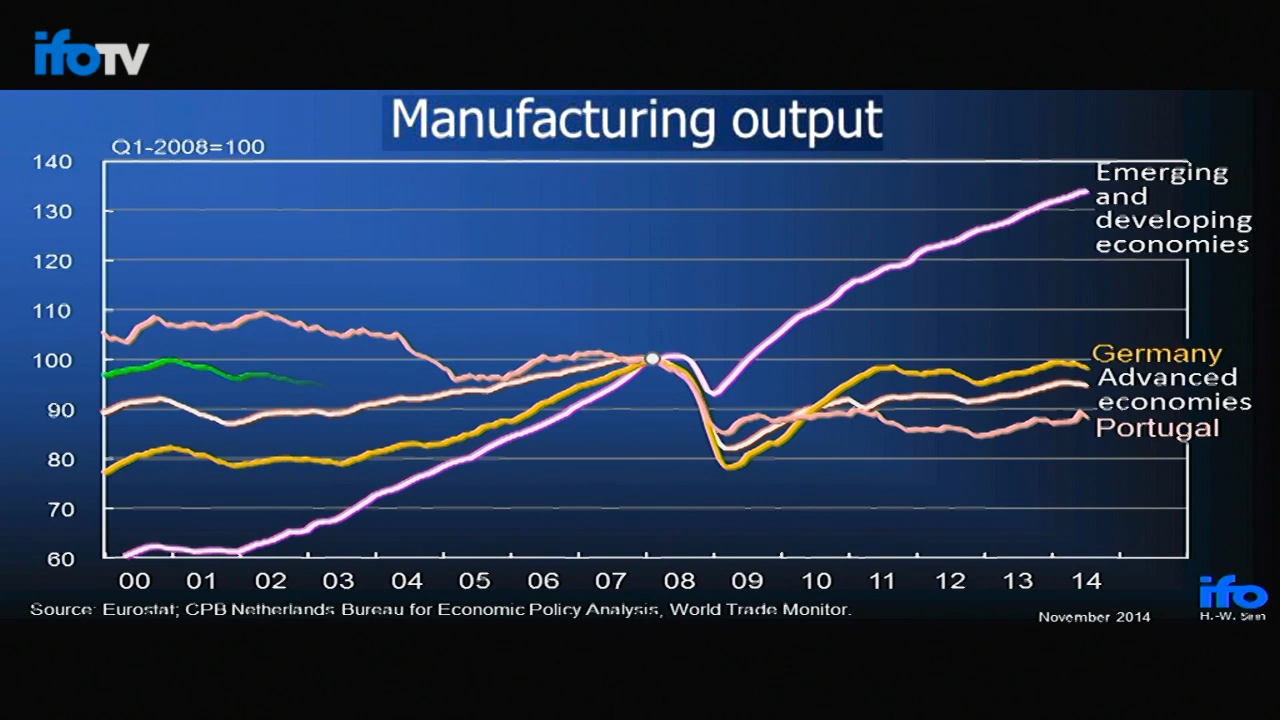 ifoTV
Manufacturing output
Q1-2008=100
140
130
120
110
100
90
80
70
60
Emerging
and
developing
economies
Germany
Advanced
economies
Portugal
00 01 02 03 04 05 06 07 08 09 10 11 12 13 14
Source: Eurostat; CPB Netherlands Bureau for Economic Policy Analysis, World Trade Monitor.
November 2014
ifo
H.-W. Sinn